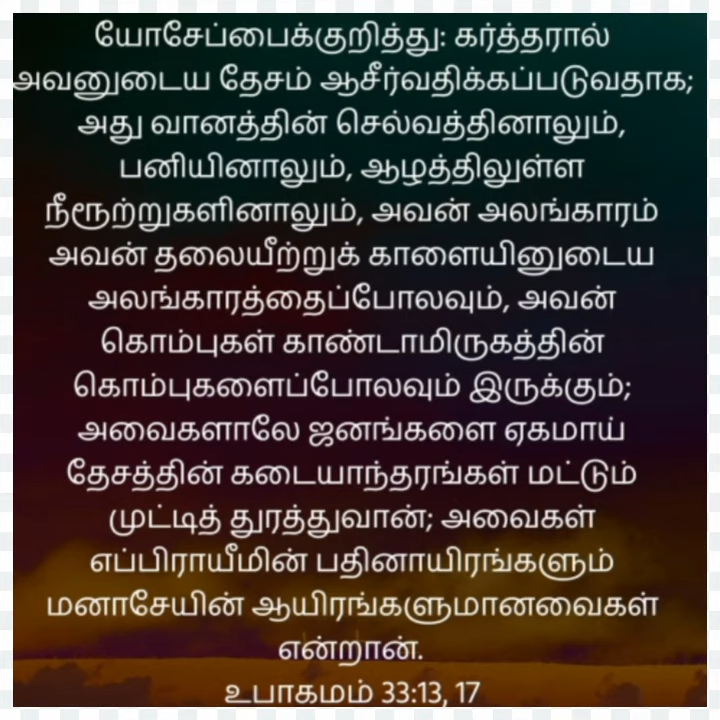 யோசேப்பைக்குறித்து: கர்த்தரால்
அவனுடைய தேசம் ஆசீர்வதிக்கப்படுவதாக;
அது வானத்தின் செல்வத்தினாலும்,
பனியினாலும், ஆழத்திலுள்ள
நீரூற்றுகளினாலும், அவன் அலங்காரம்
அவன் தலையீற்றுக் காளையினுடைய
அலங்காரத்தைப்போலவும், அவன்
கொம்புகள் காண்டாமிருகத்தின்
கொம்புகளைப்போலவும் இருக்கும்;
அவைகளாலே ஜனங்களை ஏகமாய்
தேசத்தின் கடையாந்தரங்கள் மட்டும்
முட்டித் துரத்துவான்; அவைகள்
எப்பிராயீமின் பதினாயிரங்களும்
மனாசேயின் ஆயிரங்களுமானவைகள்
என்றான்.
உபாகமம் 33:13, 17